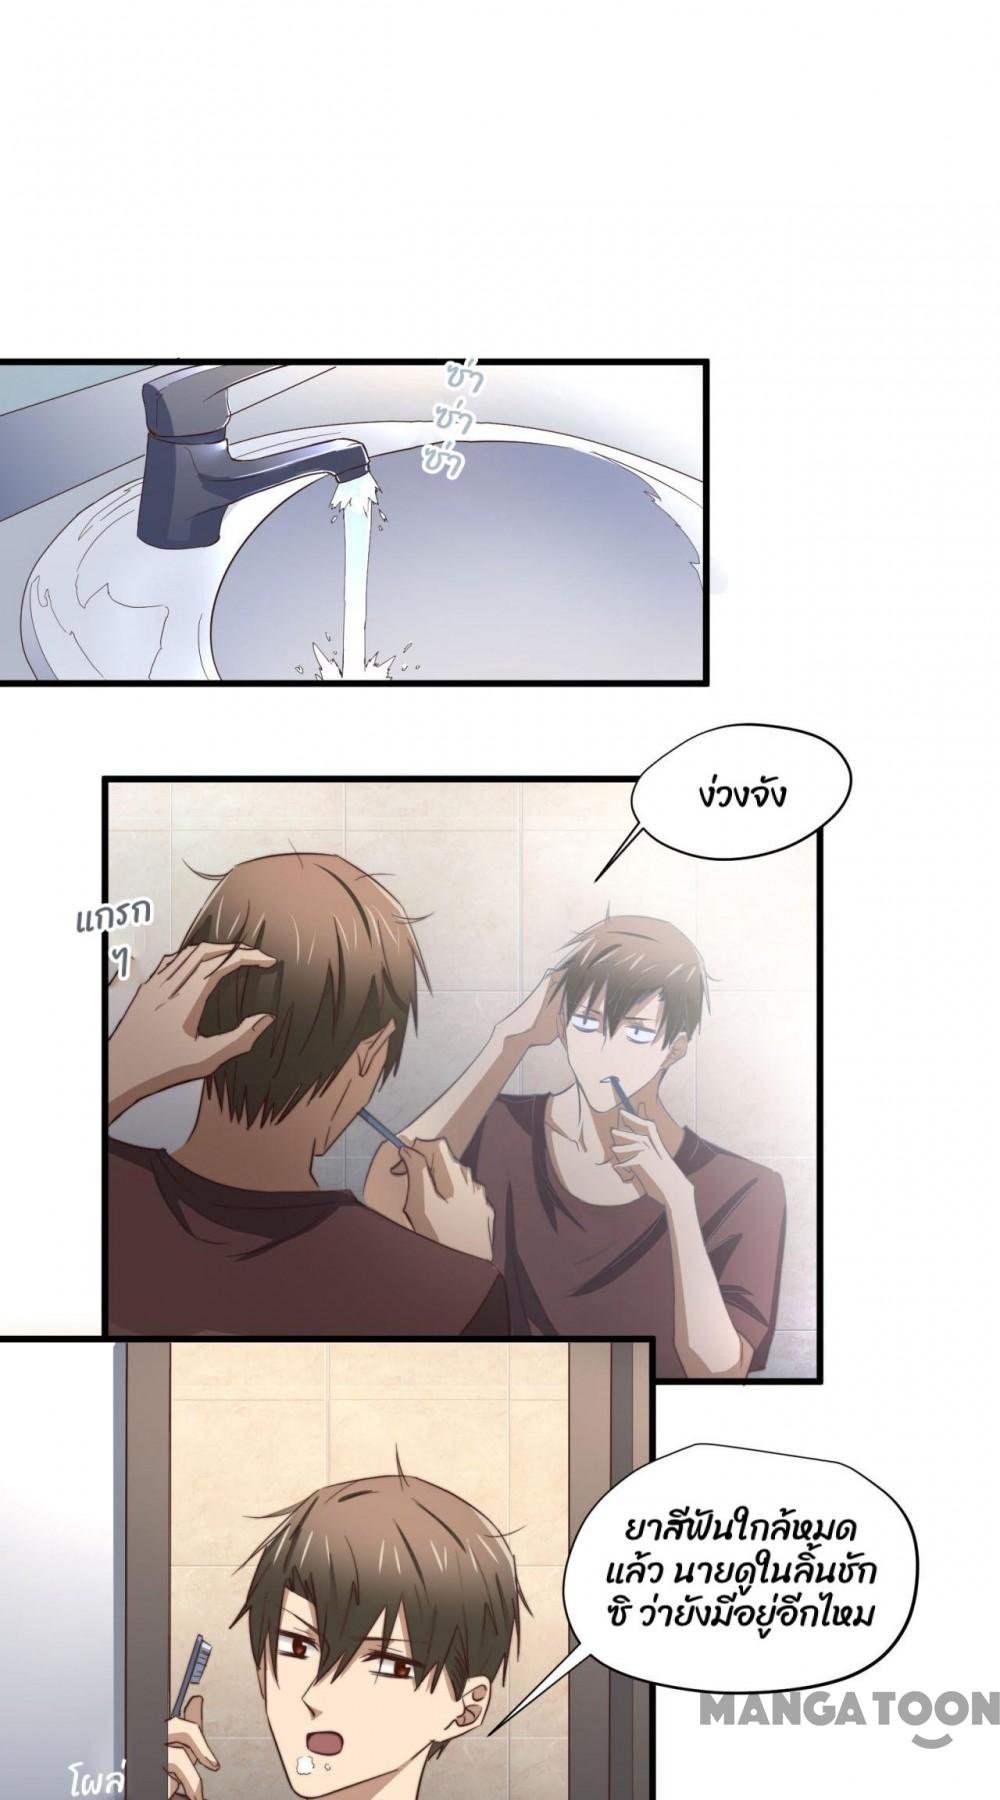 ซ่า
ซ่า
ซ่า
ง่วงจัง
แกรก
ๆ
ยาสีฟันใกล้หมด
แล้ว นายดูในลิ้นชัก
ซิ ว่ายังมีอยู่อีกไหม
MANGATOON
โผล่